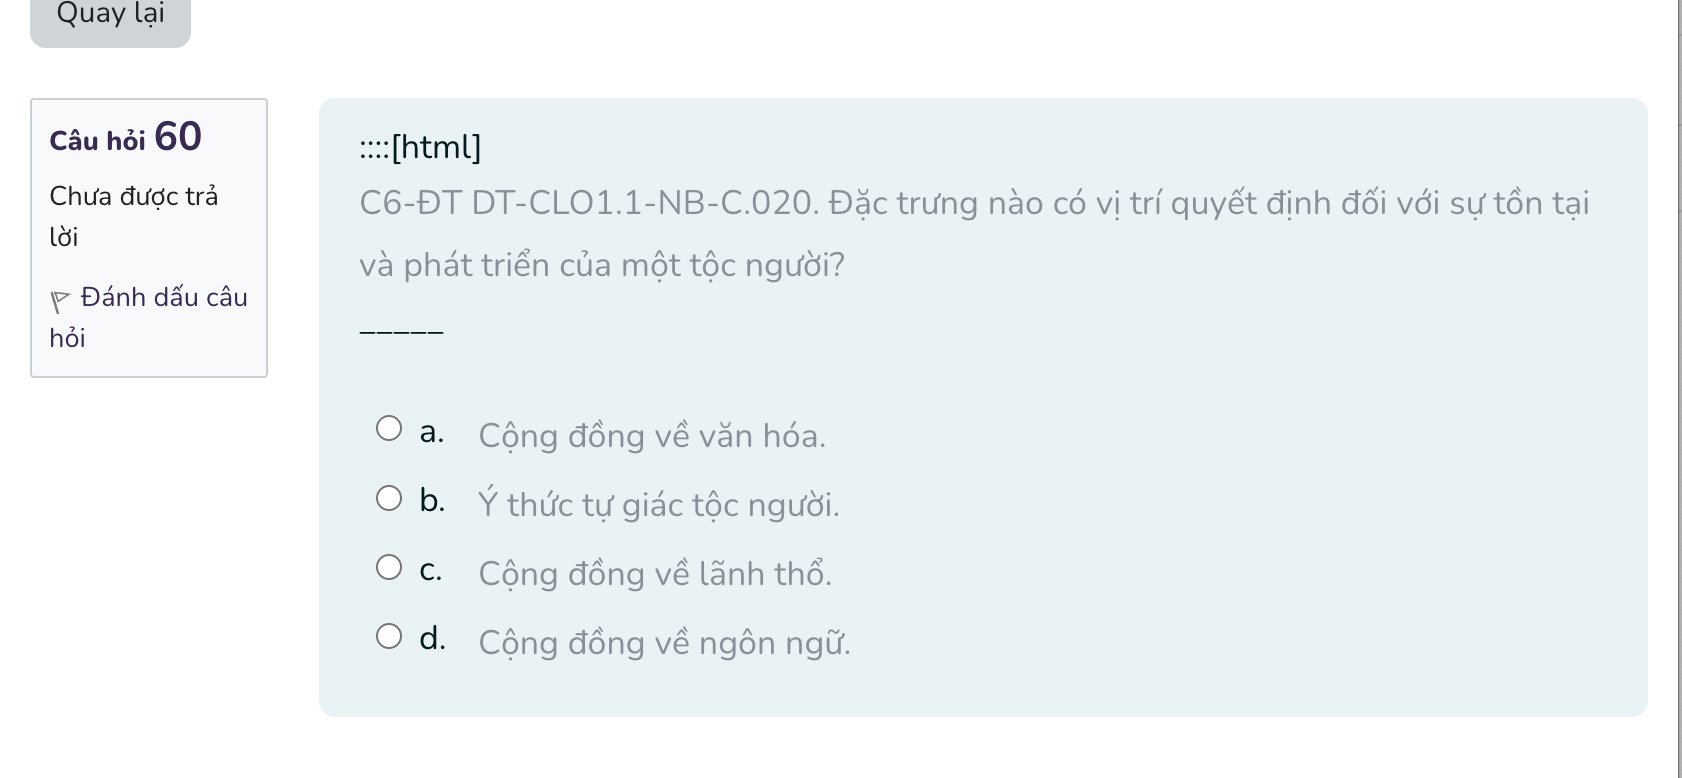 Quay lại
Câu hỏi 60
Chưa được trả
lời
Đánh dấu câu
hỏi
::::[html]
C6-ĐT DT-CLO1.1-NB-C.020. Đặc trưng nào có vị trí quyết định đối với sự tồn tại
và phát triển của một tộc người?
_____
a. Cộng đồng về văn hóa.
b. Ý thức tự giác tộc người.
c. Cộng đồng về lãnh thổ.
d. Cộng đồng về ngôn ngữ.